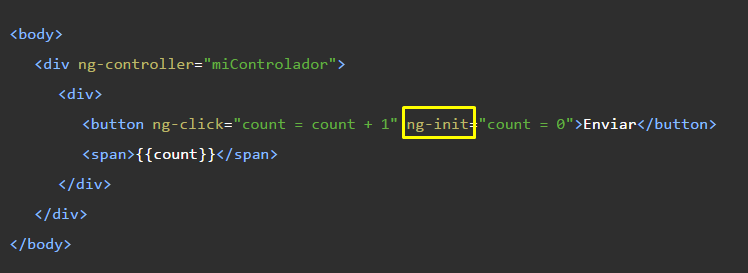 <body>
<div ng-controller="miControlador">
<div>
<button ng-click="count = count + 1" ng-init="count = 0">Enviar</button>
<span>{{count}}</span>
</div>
</div>
</body>